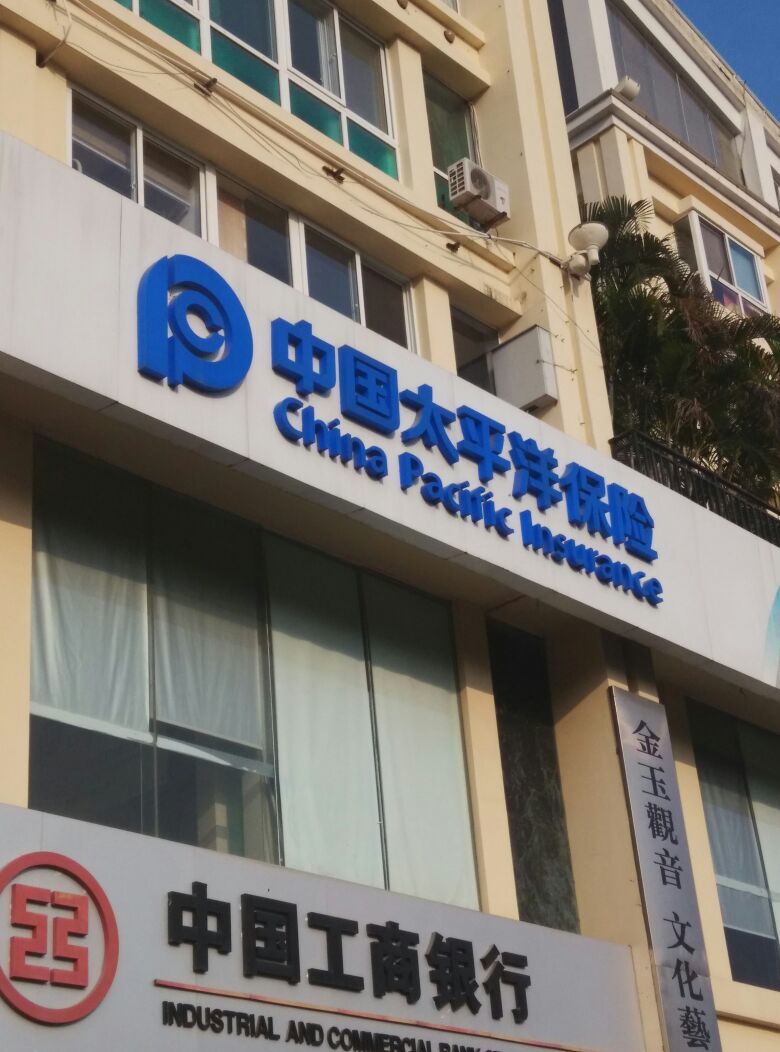 中国太平洋保险
China Pacific Insurance
金玉觀音 文化藝
中国工商银行
INDUSTRIAL AND COMMERCIAL BANK